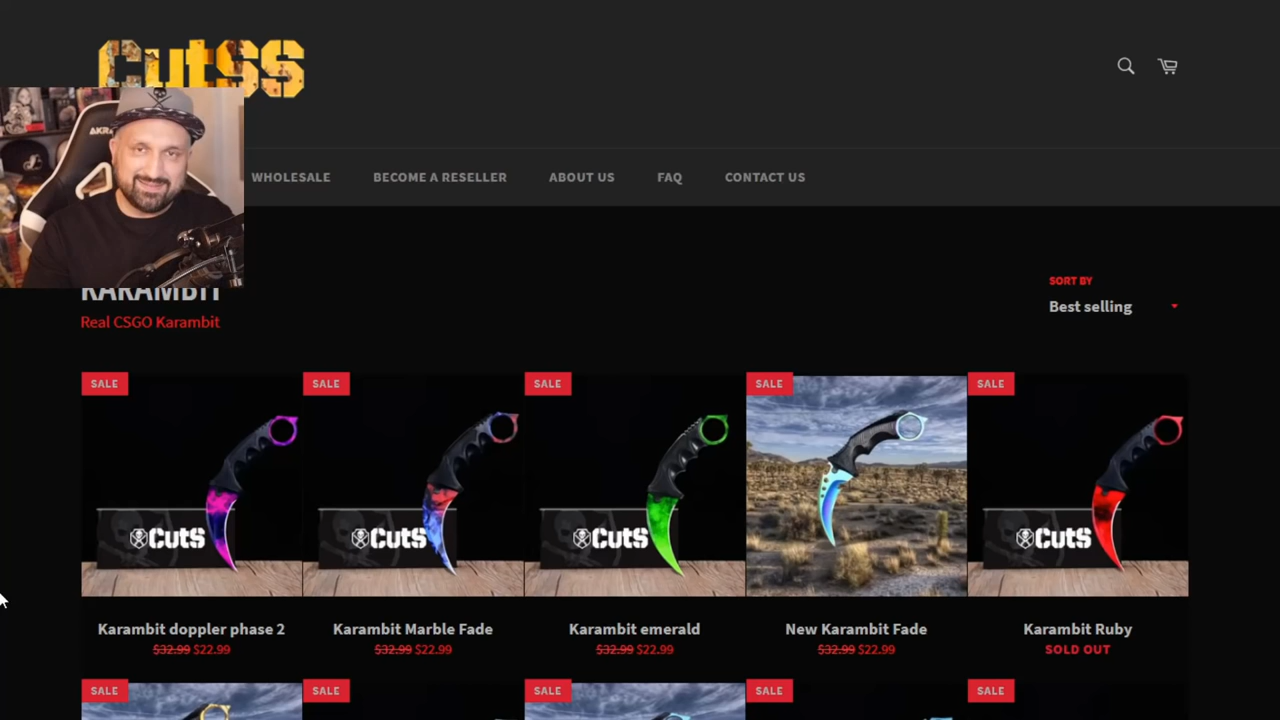 CutSS
AKR
WHOLESALE
BECOME A RESELLER
ABOUT US
FAQ
CONTACT US
KARAMBIT
Real CSGO Karambit
SORT BY
Best selling
SALE
SALE
SALE
SALE
SALE
CutS
CutS
CutS
CutS
Karambit doppler phase 2
$32.99 $22.99
Karambit Marble Fade
$32.99 $22.99
Karambit emerald
$32.99 $22.99
New Karambit Fade
$32.99 $22.99
Karambit Ruby
SOLD OUT
SALE
SALE
SALE
SALE
SALE